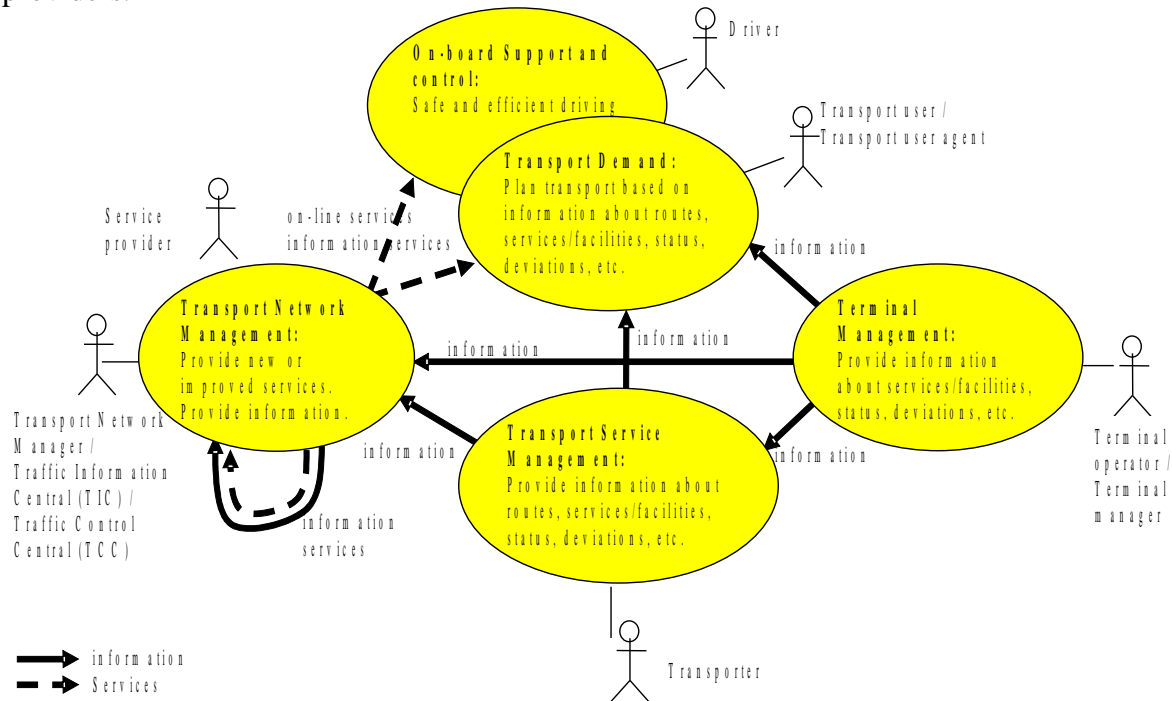 On-board Support and
control:
Safe and efficient driving
Driver
Transport user /
Transport user agent
Transport Demand:
Plan transport based on
information about routes,
services/facilities, status,
deviations, etc.
Service
provider
on-line services
information services
information
Transport Network
Management:
Provide new or
improved services.
Provide information.
information
information
Terminal
Management:
Provide information
about services/facilities,
status, deviations, etc.
Transport Network
Manager /
Traffic Information
Central (TIC) /
Traffic Control
Central (TCC)
information
Transport Service
Management:
Provide information about
routes, services/facilities,
status, deviations, etc.
information
Terminal
operator /
Terminal
manager
information
services
Transporter
information
Services